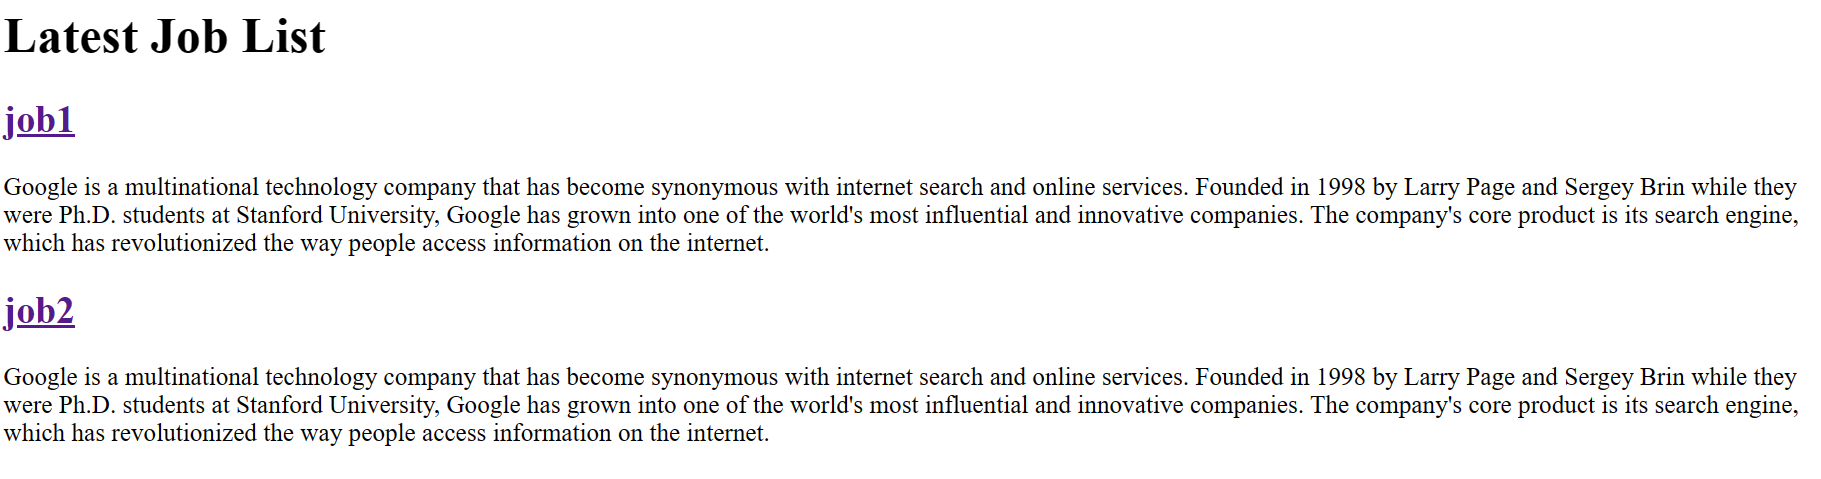 Latest Job List
job1
Google is a multinational technology company that has become synonymous with internet search and online services. Founded in 1998 by Larry Page and Sergey Brin while they
were Ph.D. students at Stanford University, Google has grown into one of the world's most influential and innovative companies. The company's core product is its search engine,
which has revolutionized the way people access information on the internet.
job2
Google is a multinational technology company that has become synonymous with internet search and online services. Founded in 1998 by Larry Page and Sergey Brin while they
were Ph.D. students at Stanford University, Google has grown into one of the world's most influential and innovative companies. The company's core product is its search engine,
which has revolutionized the way people access information on the internet.